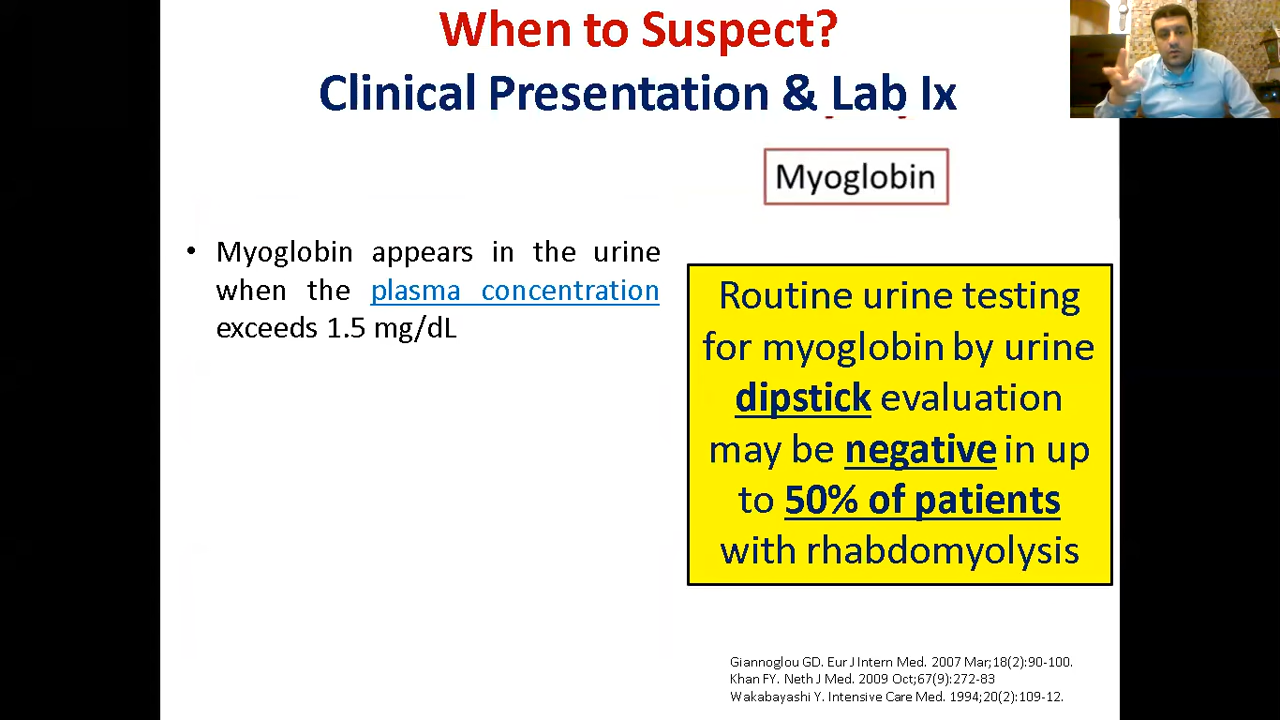 When to Suspect?
Clinical Presentation & Lab Ix
Myoglobin
• Myoglobin appears in the urine
when the plasma concentration
exceeds 1.5 mg/dL
Routine urine testing
for myoglobin by urine
dipstick evaluation
may be negative in up
to 50% of patients
with rhabdomyolysis
Giannoglou GD. Eur J Intern Med. 2007 Mar;18(2):90-100.
Khan FY. Neth J Med. 2009 Oct;67(9):272-83
Wakabayashi Y. Intensive Care Med. 1994;20(2):109-12.